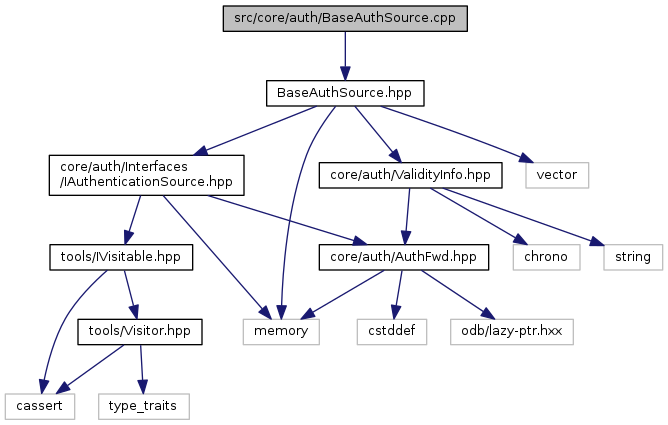 src/core/auth/BaseAuthSource.cpp
BaseAuthSource.hpp
core/auth/Interfaces
/IAuthenticationSource.hpp
core/auth/ValidityInfo.hpp
vector
tools/IVisitable.hpp
core/auth/AuthFwd.hpp
chrono
string
tools/Visitor.hpp
memory
cstddef
odb/lazy-ptr.hxx
cassert
type_traits